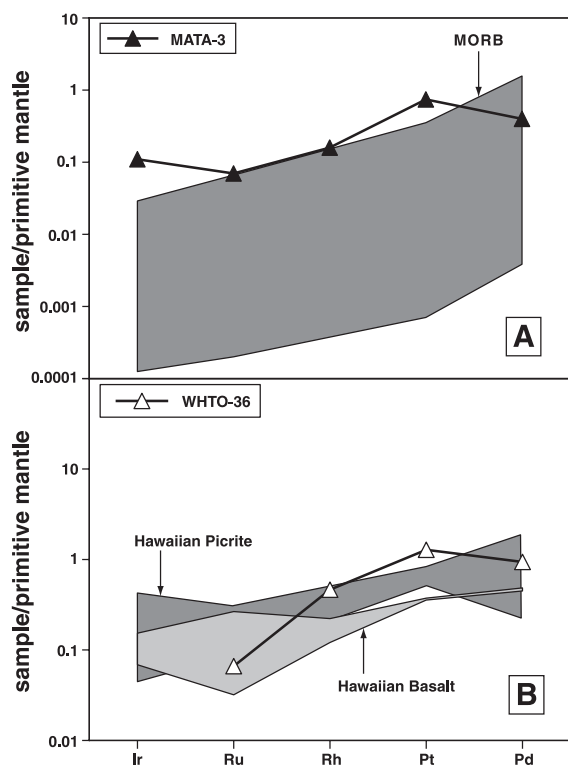 10
MATA-3
MORB
1
0.1
0.01
0.001
0.0001
sample/primitive mantle
A
WHTO-36
10
1
0.1
0.01
sample/primitive mantle
Hawaiian Picrite
Hawaiian Basalt
B
Ir
Ru
Rh
Pt
Pd